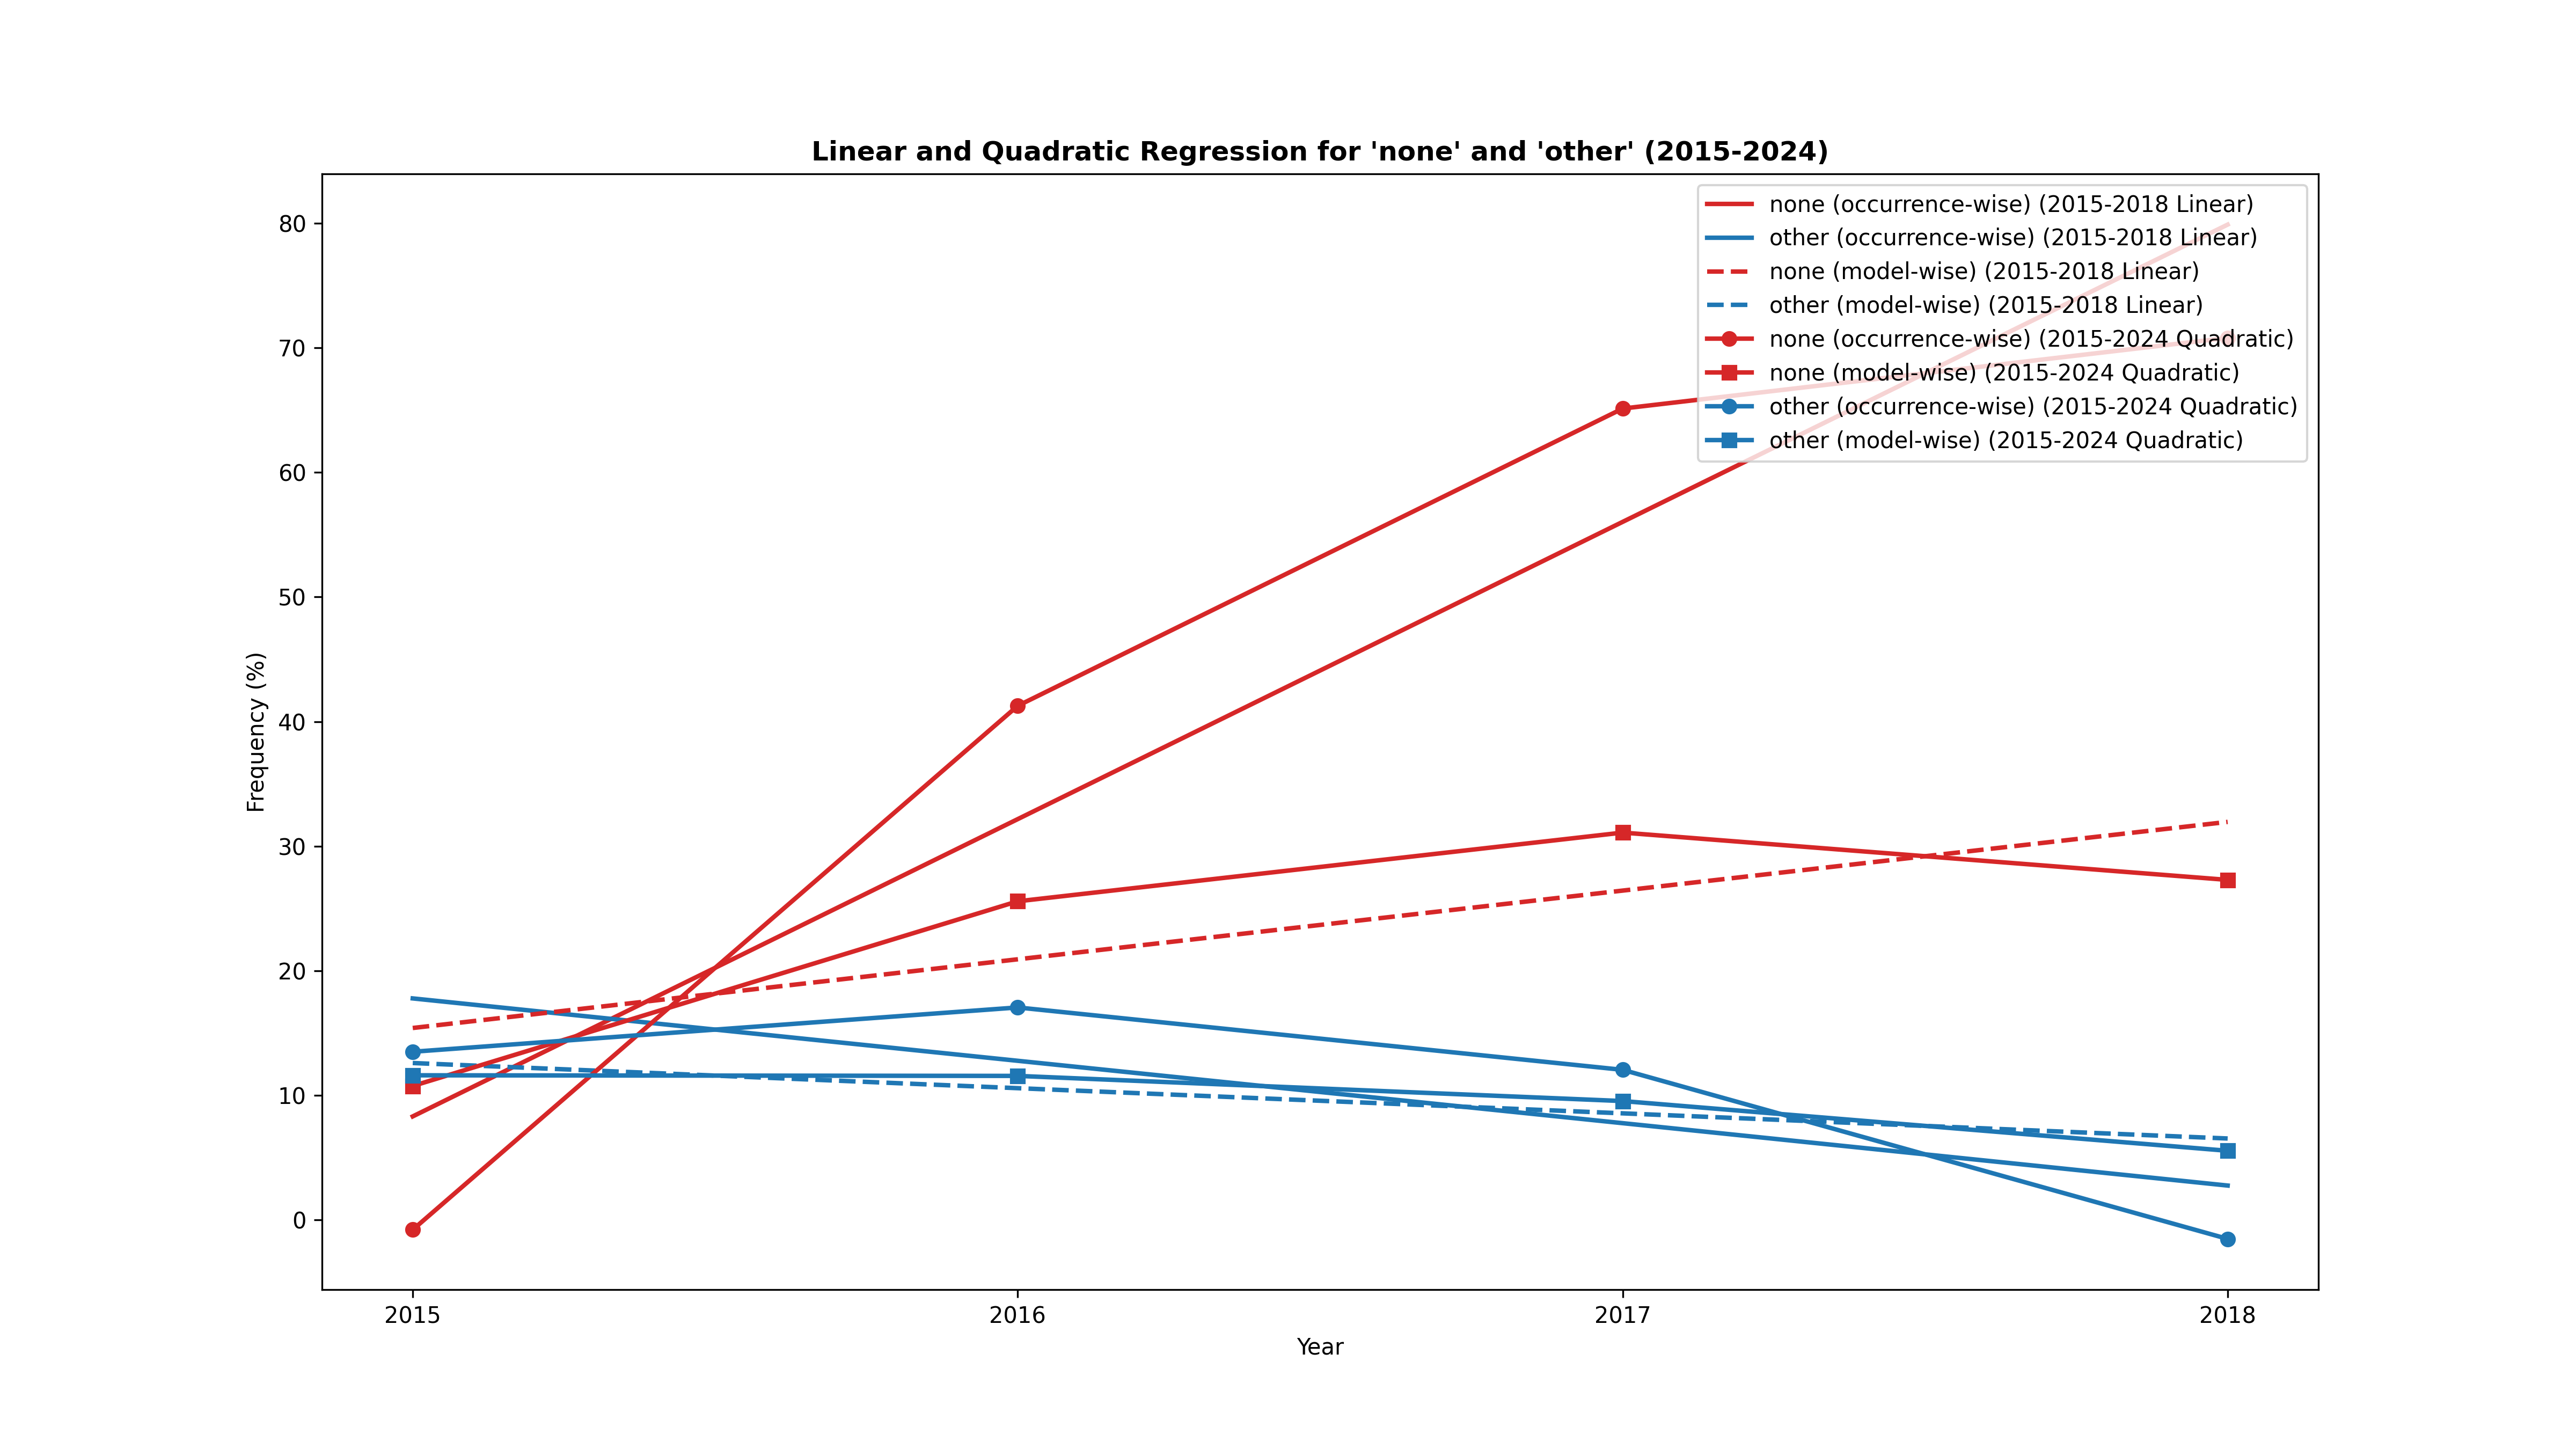 Linear and Quadratic Regression for 'none' and 'other' (2015-2024)
none (occurrence-wise) (2015-2018 Linear)
other (occurrence-wise) (2015-2018 Linear)
none (model-wise) (2015-2018 Linear)
other (model-wise) (2015-2018 Linear)
none (occurrence-wise) (2015-2024 Quadratic)
none (model-wise) (2015-2024 Quadratic)
other (occurrence-wise) (2015-2024 Quadratic)
other (model-wise) (2015-2024 Quadratic)
80
70
60
50
40
30
20
10
0
Frequency (%)
2015 2016 2017 2018
Year